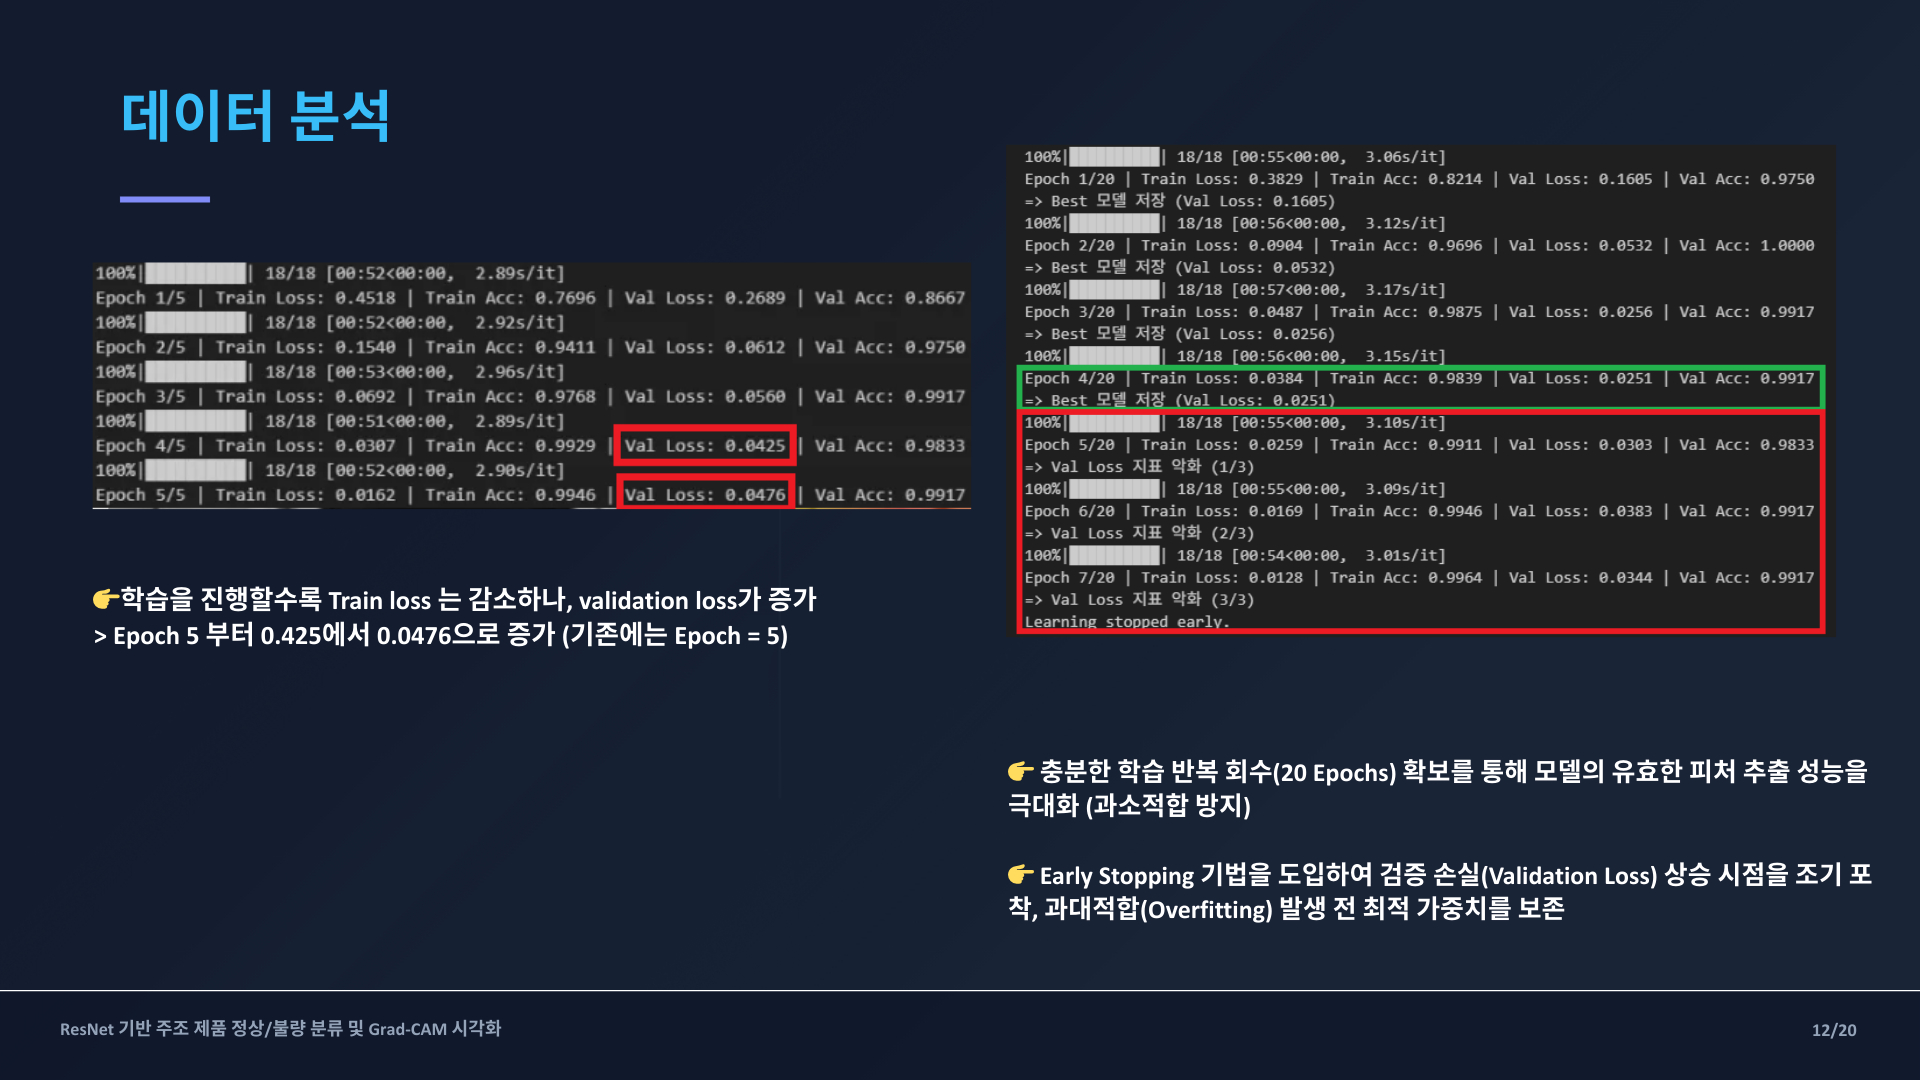 데이터 분석
100%|██████████| 18/18 [00:52<00:00, 2.89s/it]
Epoch 1/5 | Train Loss: 0.4518 | Train Acc: 0.7696 | Val Loss: 0.2689 | Val Acc: 0.8667
100%|██████████| 18/18 [00:52<00:00, 2.92s/it]
Epoch 2/5 | Train Loss: 0.1540 | Train Acc: 0.9411 | Val Loss: 0.0612 | Val Acc: 0.9750
100%|██████████| 18/18 [00:53<00:00, 2.96s/it]
Epoch 3/5 | Train Loss: 0.0692 | Train Acc: 0.9768 | Val Loss: 0.0560 | Val Acc: 0.9917
100%|██████████| 18/18 [00:51<00:00, 2.89s/it]
Epoch 4/5 | Train Loss: 0.0307 | Train Acc: 0.9929 | Val Loss: 0.0425 | Val Acc: 0.9833
100%|██████████| 18/18 [00:52<00:00, 2.90s/it]
Epoch 5/5 | Train Loss: 0.0162 | Train Acc: 0.9946 | Val Loss: 0.0476 | Val Acc: 0.9917
👉학습을 진행할수록 Train loss 는 감소하나, validation loss가 증가
> Epoch 5 부터 0.425에서 0.0476으로 증가 (기존에는 Epoch = 5)
100%|██████████| 18/18 [00:55<00:00, 3.06s/it]
Epoch 1/20 | Train Loss: 0.3829 | Train Acc: 0.8214 | Val Loss: 0.1605 | Val Acc: 0.9750
=> Best 모델 저장 (Val Loss: 0.1605)
100%|██████████| 18/18 [00:56<00:00, 3.12s/it]
Epoch 2/20 | Train Loss: 0.0904 | Train Acc: 0.9696 | Val Loss: 0.0532 | Val Acc: 1.0000
=> Best 모델 저장 (Val Loss: 0.0532)
100%|██████████| 18/18 [00:57<00:00, 3.17s/it]
Epoch 3/20 | Train Loss: 0.0487 | Train Acc: 0.9875 | Val Loss: 0.0256 | Val Acc: 0.9917
=> Best 모델 저장 (Val Loss: 0.0256)
100%|██████████| 18/18 [00:56<00:00, 3.15s/it]
Epoch 4/20 | Train Loss: 0.0384 | Train Acc: 0.9839 | Val Loss: 0.0251 | Val Acc: 0.9917
=> Best 모델 저장 (Val Loss: 0.0251)
100%|██████████| 18/18 [00:55<00:00, 3.10s/it]
Epoch 5/20 | Train Loss: 0.0259 | Train Acc: 0.9911 | Val Loss: 0.0303 | Val Acc: 0.9833
=> Val Loss 지표 악화 (1/3)
100%|██████████| 18/18 [00:55<00:00, 3.09s/it]
Epoch 6/20 | Train Loss: 0.0169 | Train Acc: 0.9946 | Val Loss: 0.0383 | Val Acc: 0.9917
=> Val Loss 지표 악화 (2/3)
100%|██████████| 18/18 [00:54<00:00, 3.01s/it]
Epoch 7/20 | Train Loss: 0.0128 | Train Acc: 0.9964 | Val Loss: 0.0344 | Val Acc: 0.9917
=> Val Loss 지표 악화 (3/3)
Learning stopped early.
👉 충분한 학습 반복 회수(20 Epochs) 확보를 통해 모델의 유효한 피처 추출 성능을
극대화 (과소적합 방지)
👉 Early Stopping 기법을 도입하여 검증 손실(Validation Loss) 상승 시점을 조기 포
착, 과대적합(Overfitting) 발생 전 최적 가중치를 보존
ResNet 기반 주조 제품 정상/불량 분류 및 Grad-CAM 시각화
12/20